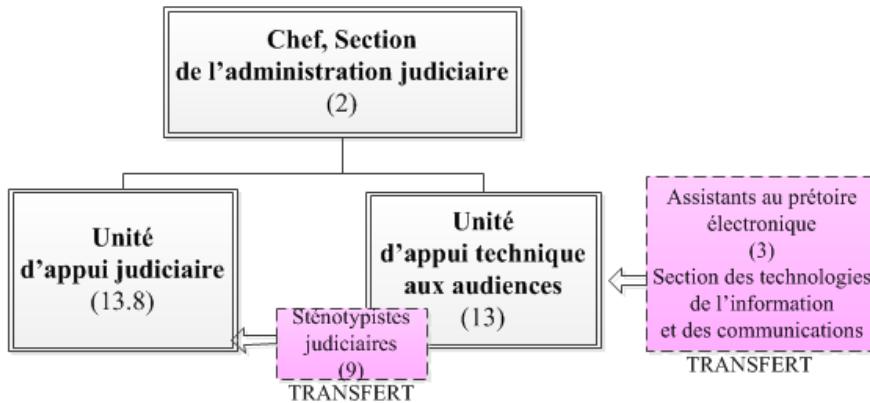 Chef, Section
de l'administration judiciaire
(2)
Unité
d'appui judiciaire
(13.8)
Unité
d'appui technique
aux audiences
(13)
Sténotypistes
judiciaires
(9)
TRANSFERT
Assistants au prétoire
électronique
(3)
Section des technologies
de l'information
et des communications
TRANSFERT